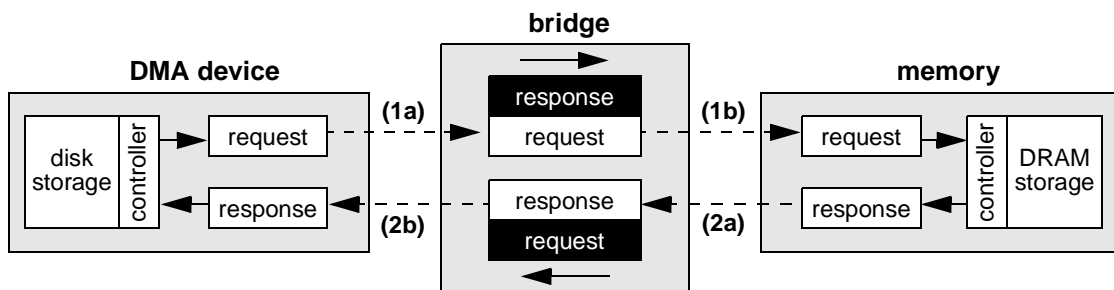 bridge
DMA device
memory
disk
storage
controller
request
response
(1a)
(2b)
response
request
response
request
(1b)
(2a)
request
response
controller
DRAM
storage